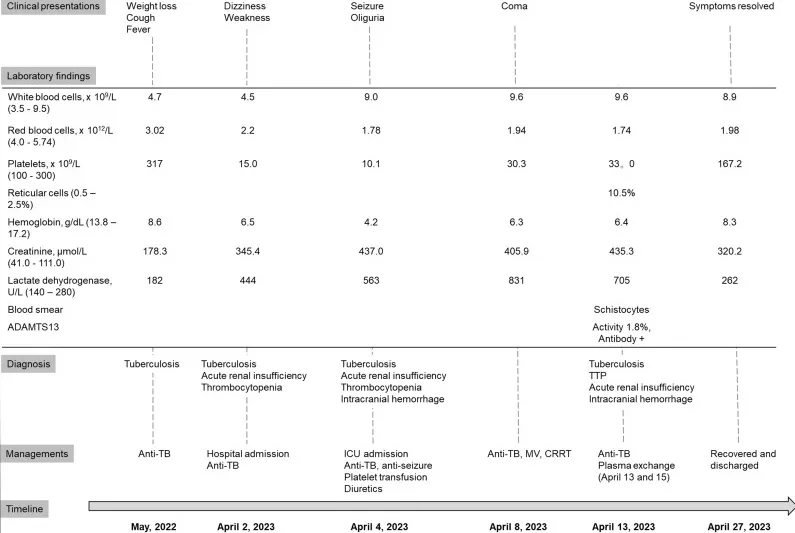 Clinical presentations Weight loss Dizziness Seizure Coma Symptoms resolved
Cough Weakness Oliguria
Fever
Laboratory findings
White blood cells, x 10⁹/L 4.7 4.5 9.0 9.6 9.6 8.9
(3.5 - 9.5)
Red blood cells, x 10¹²/L 3.02 2.2 1.78 1.94 1.74 1.98
(4.0 - 5.74)
Platelets, x 10⁹/L 317 15.0 10.1 30.3 33，0 167.2
(100 - 300)
Reticular cells (0.5 – 10.5%
2.5%)
Hemoglobin, g/dL (13.8 – 8.6 6.5 4.2 6.3 6.4 8.3
17.2)
Creatinine, μmol/L 178.3 345.4 437.0 405.9 435.3 320.2
(41.0 - 111.0)
Lactate dehydrogenase, 182 444 563 831 705 262
U/L (140 – 280)
Blood smear Schistocytes
ADAMTS13 Activity 1.8%,
Antibody +
Diagnosis Tuberculosis Tuberculosis Tuberculosis Tuberculosis
Acute renal insufficiency Acute renal insufficiency TTP
Thrombocytopenia Thrombocytopenia Acute renal insufficiency
Intracranial hemorrhage Intracranial hemorrhage
Managements Anti-TB Hospital admission ICU admission Anti-TB, MV, CRRT Anti-TB Recovered and
Anti-TB Anti-TB, anti-seizure Plasma exchange discharged
Platelet transfusion (April 13 and 15)
Diuretics
Timeline
May, 2022 April 2, 2023 April 4, 2023 April 8, 2023 April 13, 2023 April 27, 2023